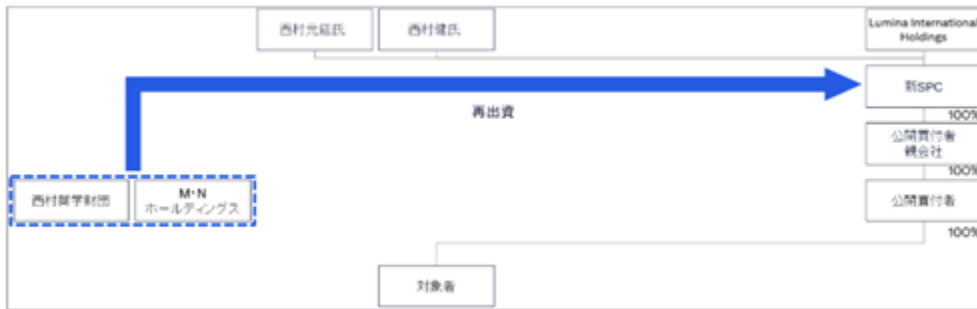 西村元延氏
西村健氏
Lumina International
Holdings
新SPC
再出資
100%
公開買付者
親会社
100%
西村奨学財団
M・N
ホールディングス
公開買付者
100%
対象者